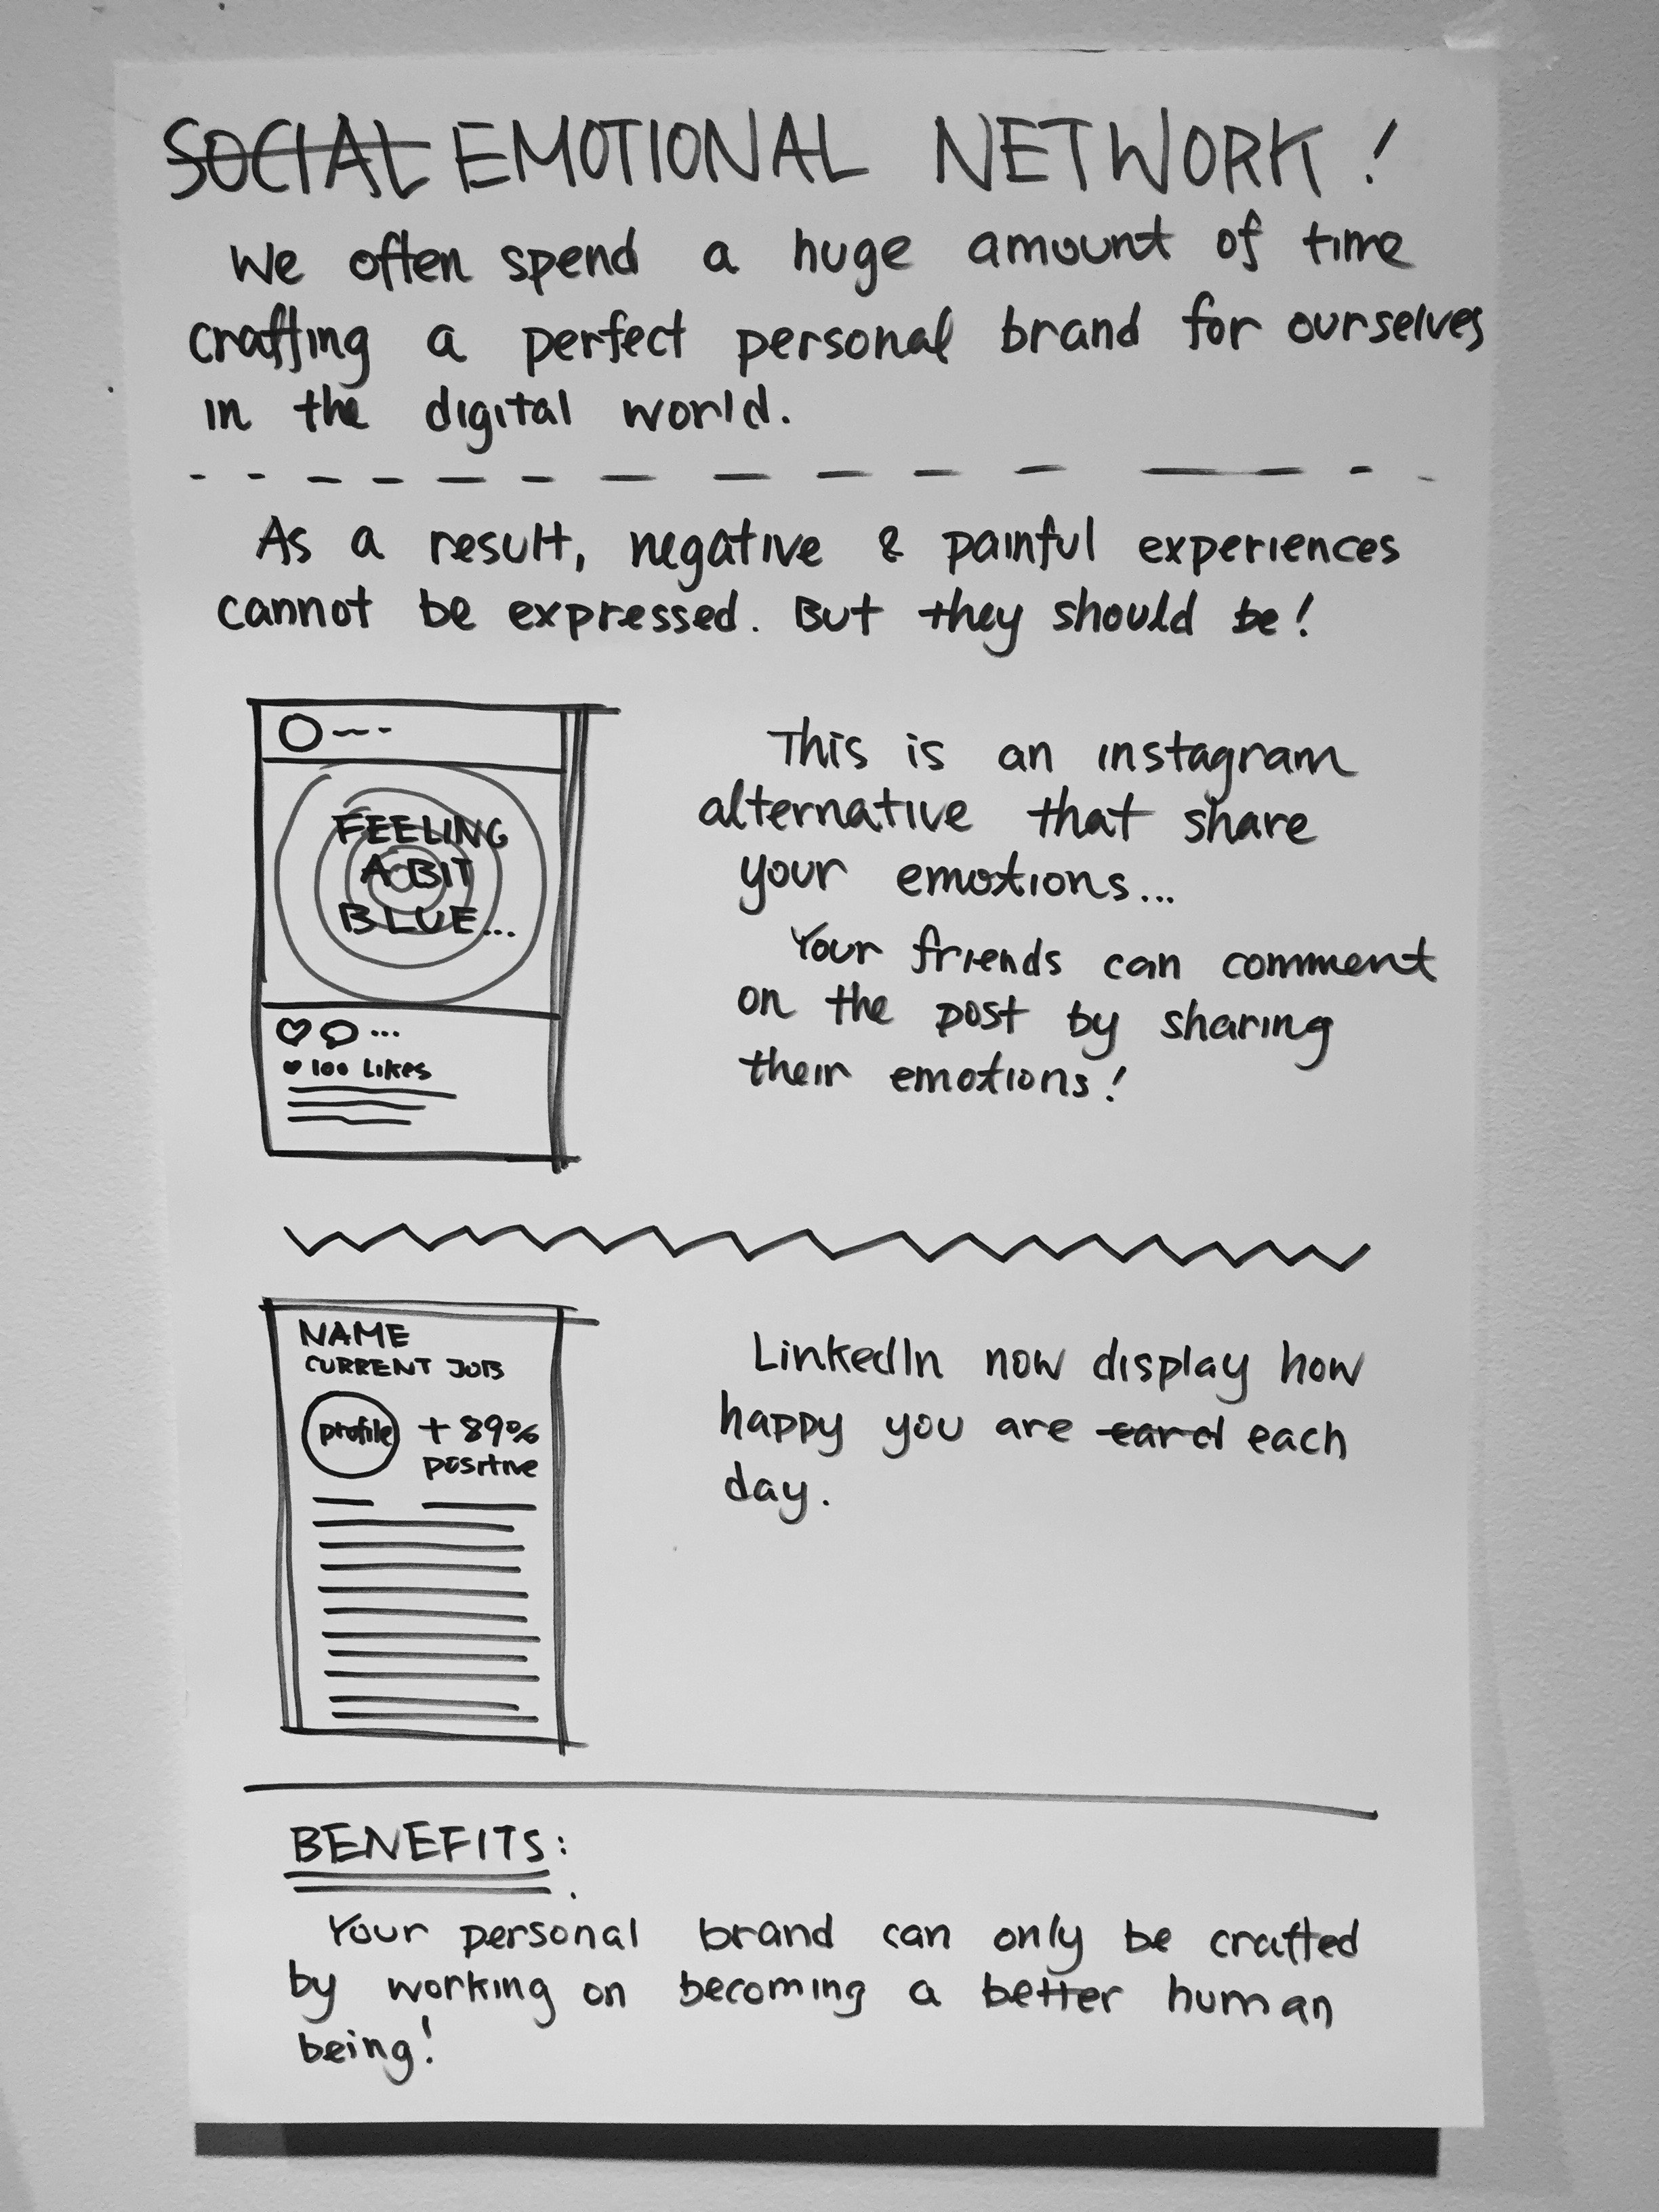 SOCIAL EMOTIONAL NETWORK!
We often spend a huge amount of time
crafting a perfect personal brand for ourselves
in the digital world.
As a result, negative & painful experiences
cannot be expressed. But they should be!
FEELING
A BIT
BLUE...
...
100 Likes
This is an instagram
alternative that share
your emotions...
Your friends can comment
on the post by sharing
their emotions!
NAME
CURRENT JOB
profile
+89%
positive
LinkedIn now display how
happy you are each
day.
BENEFITS:
Your personal brand can only be crafted
by working on becoming a better human
being!